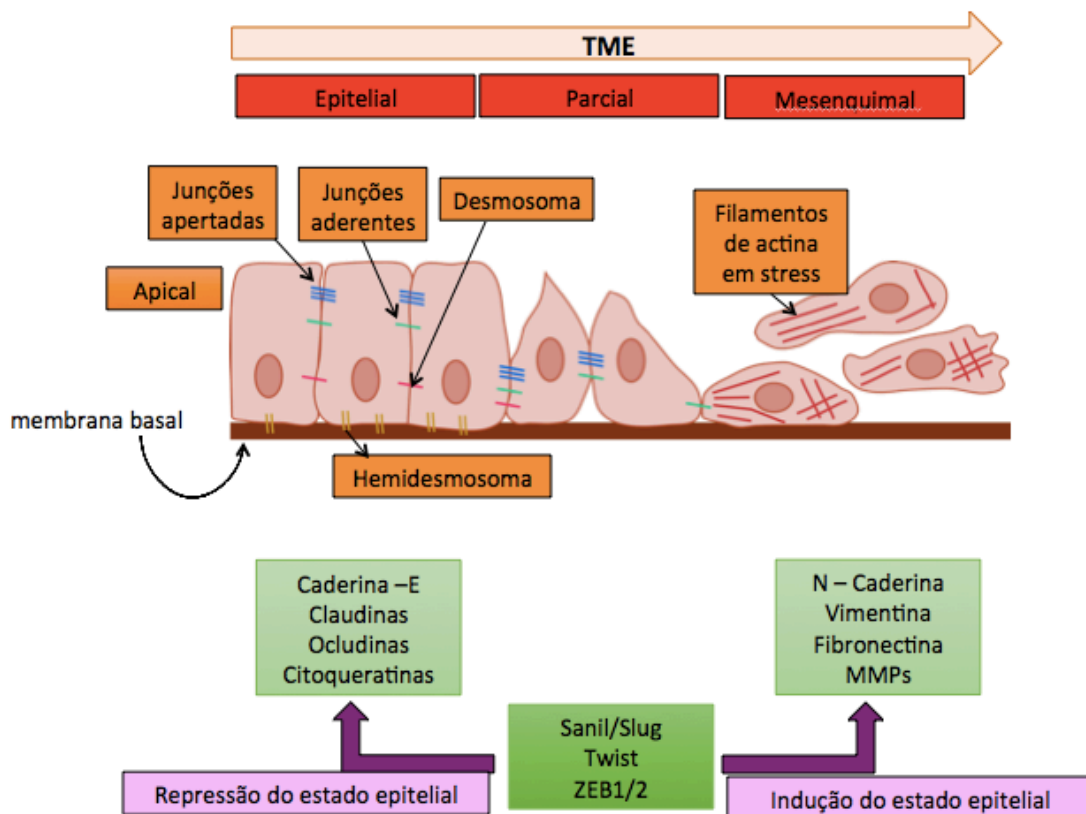 TME
Epitelial
Parcial
Mesenquimal
Junções
apertadas
Junções
aderentes
Desmosoma
Filamentos
de actina
em stress
Apical
membrana basal
Hemidesmosoma
Caderina –E
Claudinas
Ocludinas
Citoqueratinas
N – Caderina
Vimentina
Fibronectina
MMPs
Sanil/Slug
Twist
ZEB1/2
Repressão do estado epitelial
Indução do estado epitelial